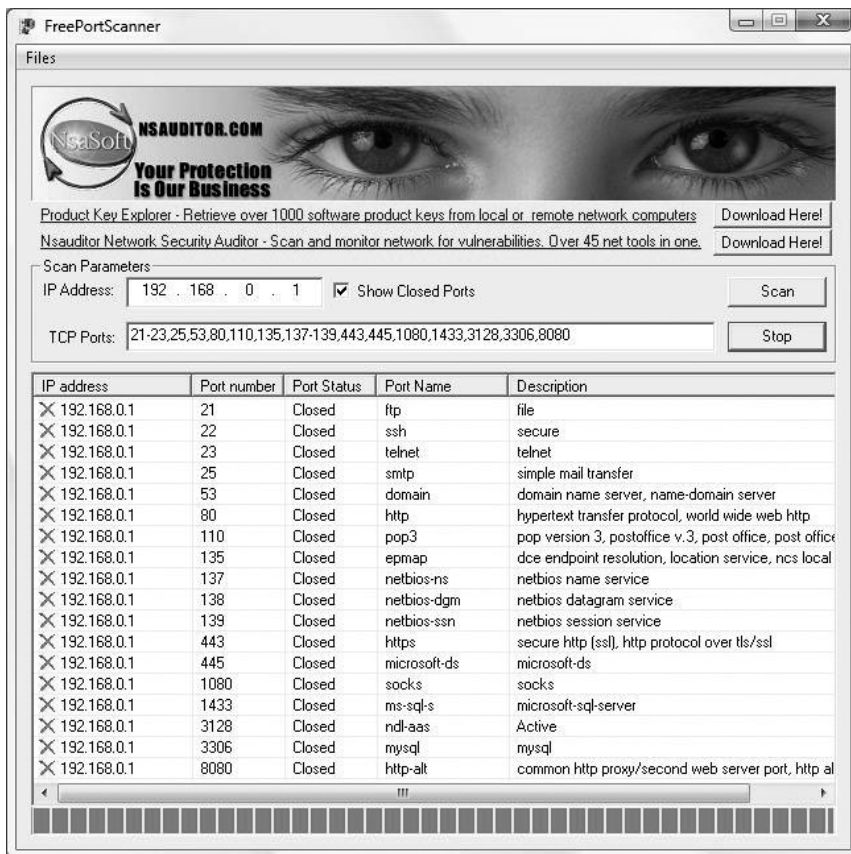 FreePortScanner
Files
NsaSoft
NSAUDITOR.COM
Your Protection
Is Our Business
Product Key Explorer - Retrieve over 1000 software product keys from local or remote network computers Download Here!
Nsauditor Network Security Auditor - Scan and monitor network for vulnerabilities. Over 45 net tools in one. Download Here!
Scan Parameters
IP Address: 192 . 168 . 0 . 1 Show Closed Ports Scan
TCP Ports: 21-23,25,53,80,110,135,137-139,443,445,1080,1433,3128,3306,8080 Stop
IP address Port number Port Status Port Name Description
192.168.0.1 21 Closed ftp file
192.168.0.1 22 Closed ssh secure
192.168.0.1 23 Closed telnet telnet
192.168.0.1 25 Closed smtp simple mail transfer
192.168.0.1 53 Closed domain domain name server, name-domain server
192.168.0.1 80 Closed http hypertext transfer protocol, world wide web http
192.168.0.1 110 Closed pop3 pop version 3, postoffice v.3, post office, post office
192.168.0.1 135 Closed epmap dce endpoint resolution, location service, ncs local
192.168.0.1 137 Closed netbios-ns netbios name service
192.168.0.1 138 Closed netbios-dgm netbios datagram service
192.168.0.1 139 Closed netbios-ssn netbios session service
192.168.0.1 443 Closed https secure http (ssl), http protocol over tls/ssl
192.168.0.1 445 Closed microsoft-ds microsoft-ds
192.168.0.1 1080 Closed socks socks
192.168.0.1 1433 Closed ms-sql-s microsoft-sql-server
192.168.0.1 3128 Closed ndl-aas Active
192.168.0.1 3306 Closed mysql mysql
192.168.0.1 8080 Closed http-alt common http proxy/second web server port, http al